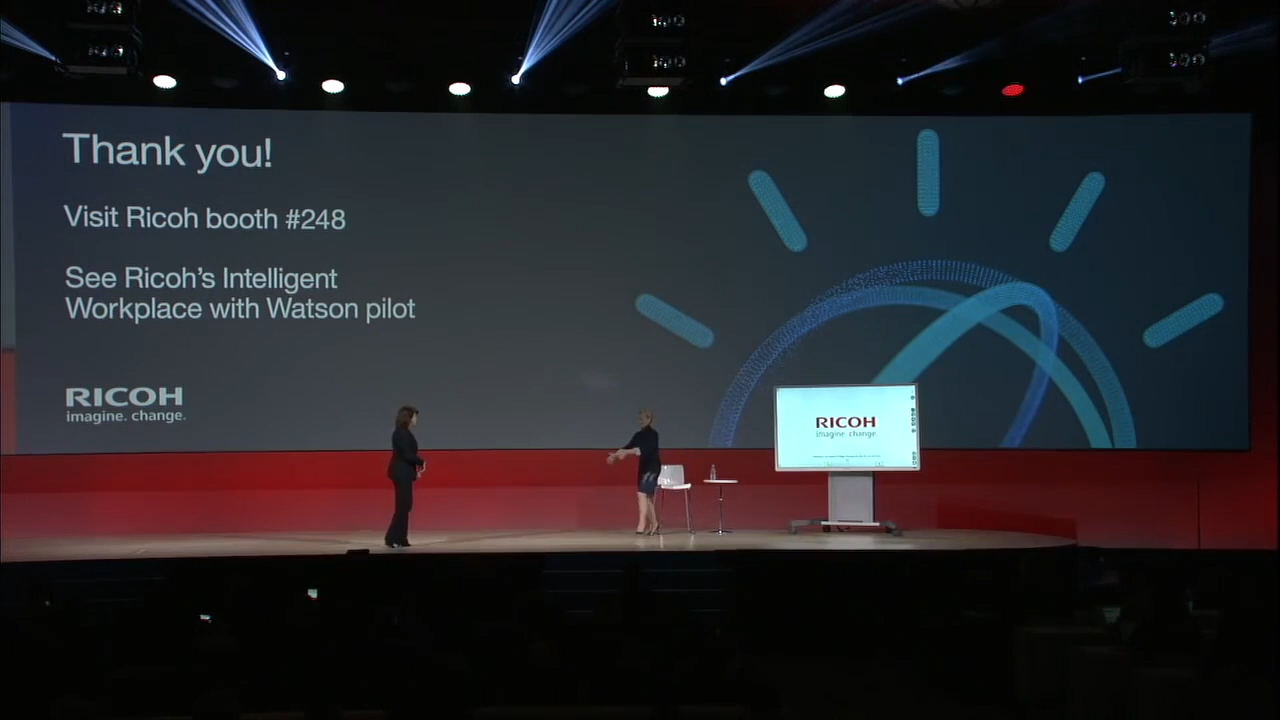 Thank you!
Visit Ricoh booth #248
See Ricoh's Intelligent
Workplace with Watson pilot
RICOH
imagine. change.
RICOH
imagine. change.